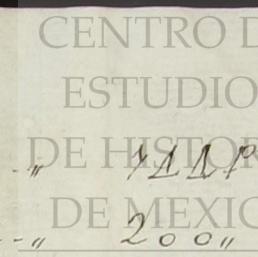 CENTRO D
ESTUDIO
DE HISTOR
DE MEXIC
200,,